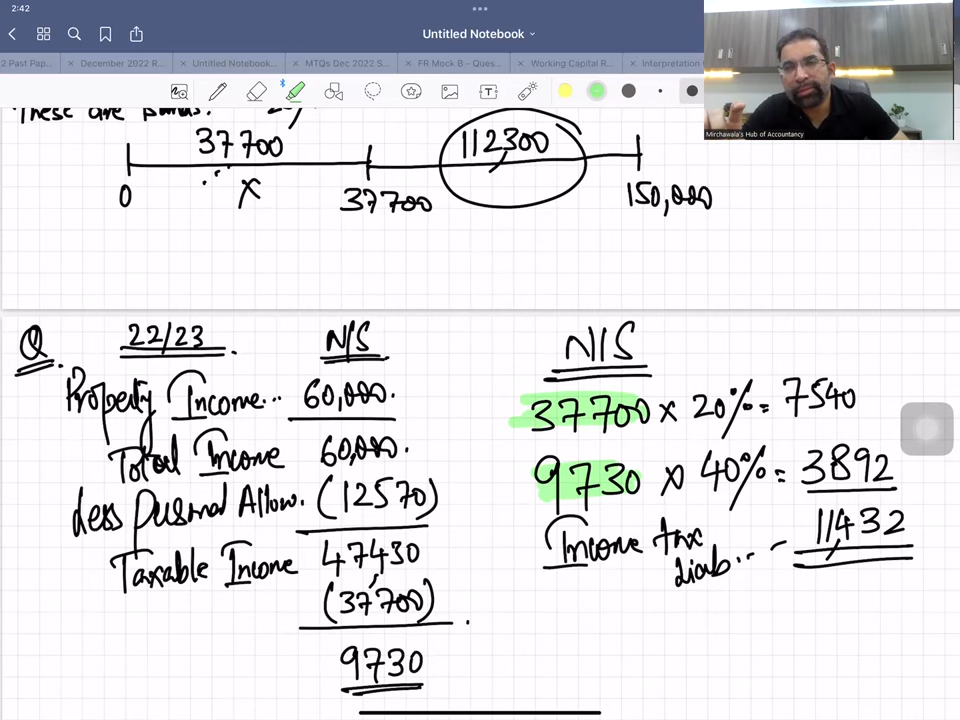 2:42
Untitled Notebook
2 Past Pap...
December 2022 R...
Untitled Notebook...
MTQs Dec 2022 S...
FR Mock B - Ques...
Working Capital R...
Interpretation
Mirchawala's Hub of Accountancy
These are
37700
112300
0
X
37700
150,000
Q.
22/23
N/S
Property Income..
60,000.
Total Income
60,000.
Less Personal Allow.
(12570)
Taxable Income
47430
(37700)
9730
N/S
37700 x 20% = 7540
9730 x 40% = 3892
Income tax
Liab..
11,432